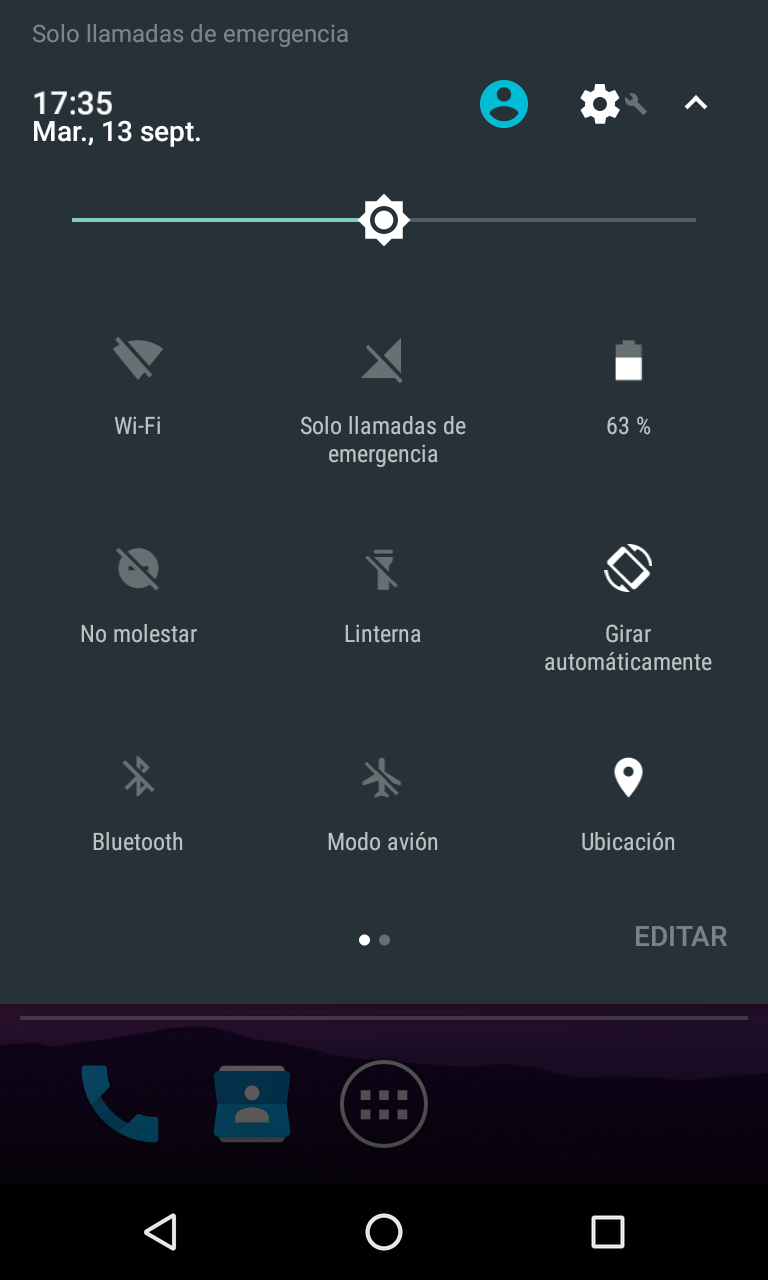 Solo llamadas de emergencia
17:35
Mar., 13 sept.
Wi-Fi
Solo llamadas de
emergencia
63 %
No molestar
Linterna
Girar
automáticamente
Bluetooth
Modo avión
Ubicación
EDITAR